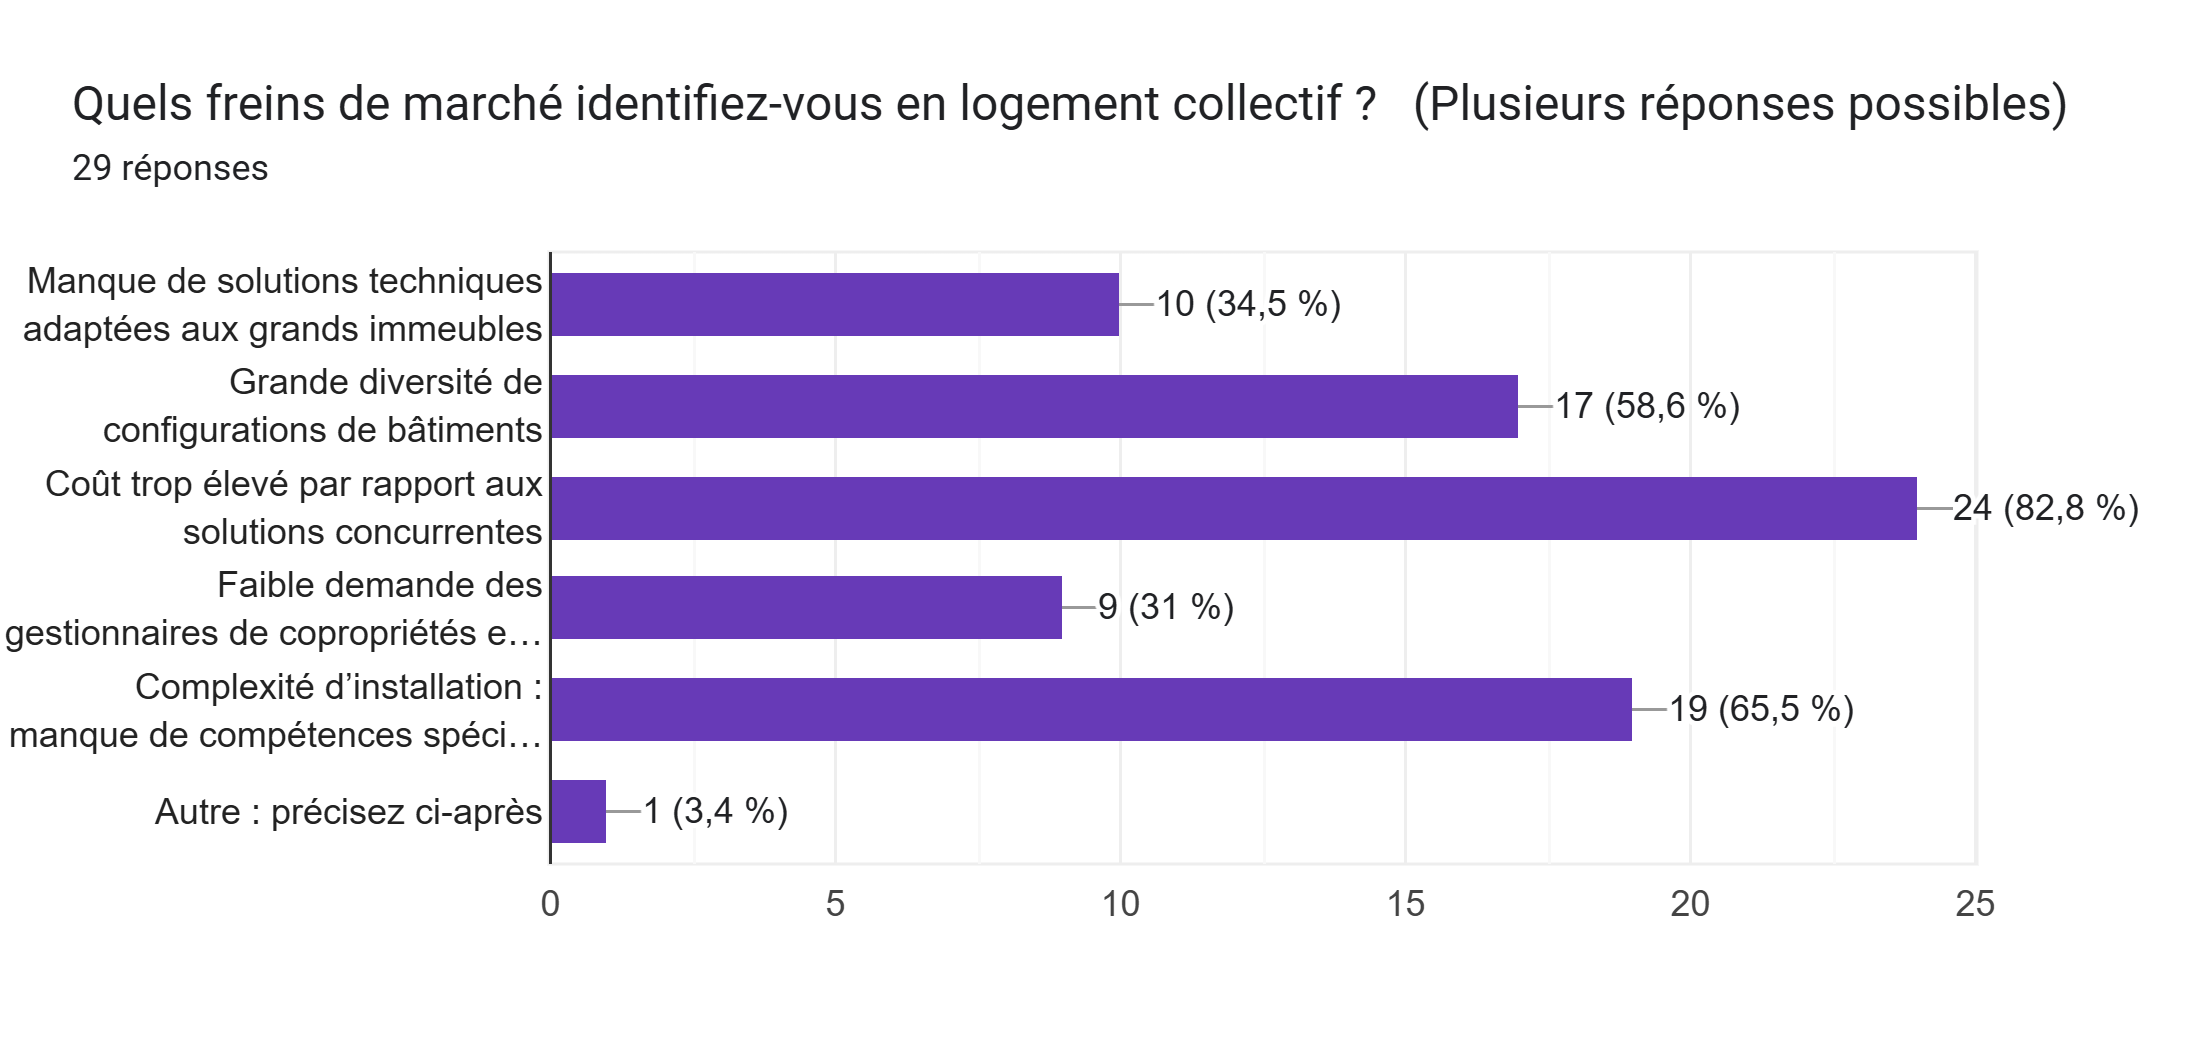 Quels freins de marché identifiez-vous en logement collectif ? (Plusieurs réponses possibles)
29 réponses
Manque de solutions techniques
adaptées aux grands immeubles
10 (34,5 %)
Grande diversité de
configurations de bâtiments
17 (58,6 %)
Coût trop élevé par rapport aux
solutions concurrentes
24 (82,8 %)
Faible demande des
gestionnaires de copropriétés e…
9 (31 %)
Complexité d’installation :
manque de compétences spéci…
19 (65,5 %)
Autre : précisez ci-après
1 (3,4 %)
0 5 10 15 20 25